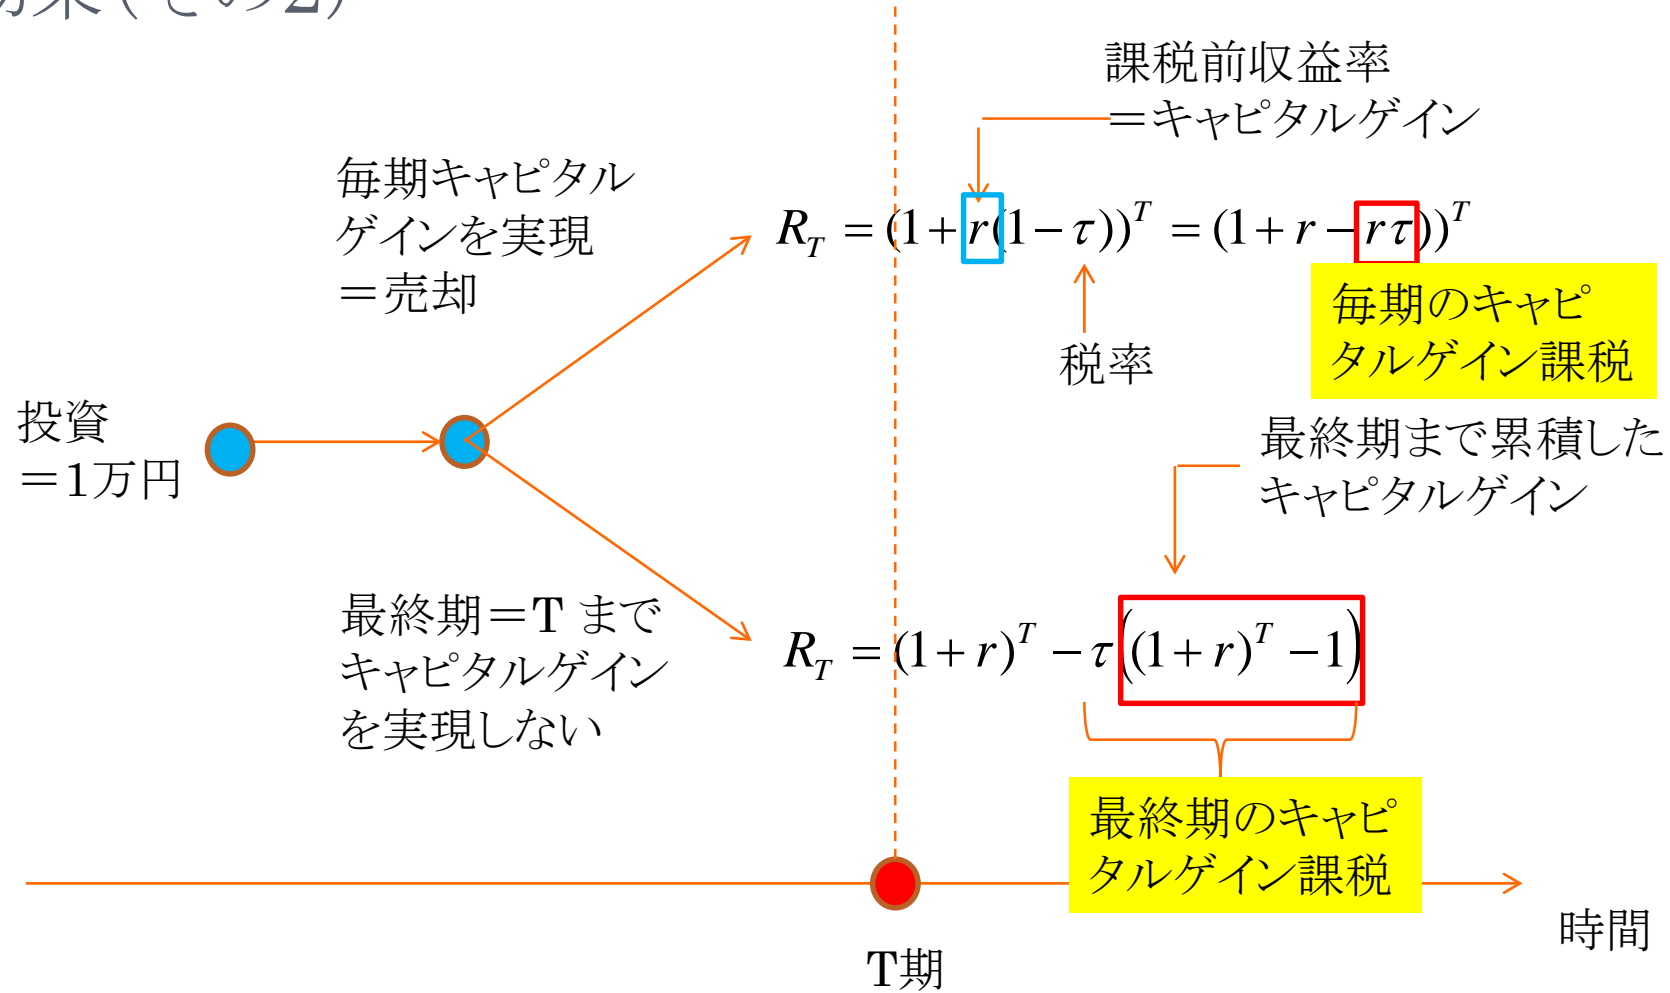 効果(その2)
課税前収益率
=キャピタルゲイン
毎期キャピタル
ゲインを実現
=売却
R_T = (1+r(1−τ))^T = (1+r−rτ))^T
毎期のキャピ
タルゲイン課税
税率
投資
=1万円
最終期まで累積した
キャピタルゲイン
最終期=T まで
キャピタルゲイン
を実現しない
R_T = (1+r)^T −τ((1+r)^T −1)
最終期のキャピ
タルゲイン課税
時間
T期